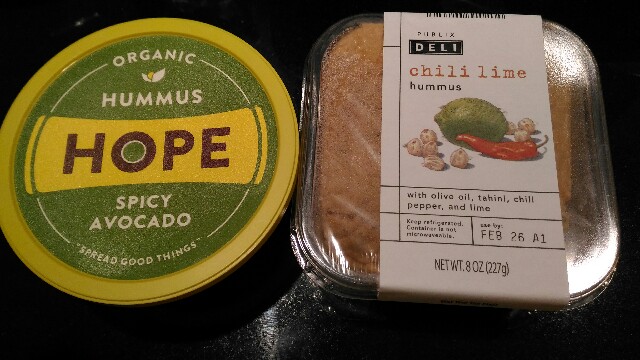 ORGANIC
HUMMUS
HOPE
SPICY
AVOCADO
"SPREAD GOOD THINGS"
PUBLIX
DELI
chili lime
hummus
with olive oil, tahini, chili
pepper, and lime
Keep refrigerated.
Container is not
microwaveable.
use by:
FEB 26 A1
NET WT. 8 OZ (227g)